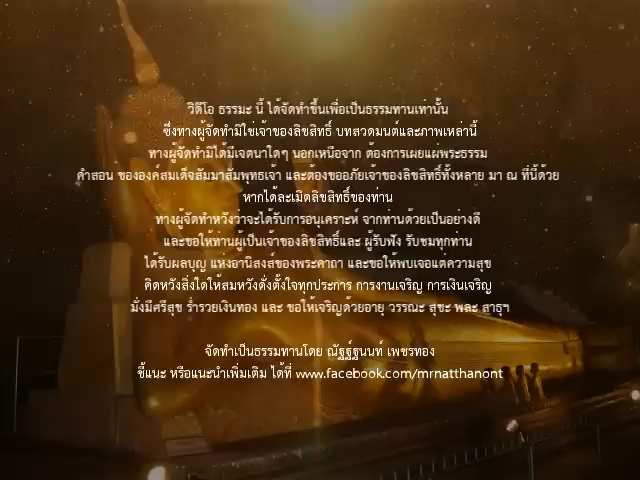 วิดีโอ ธรรมะ นี้ ได้จัดทำขึ้นเพื่อเป็นธรรมทานเท่านั้น
ซึ่งทางผู้จัดทำมิใช่เจ้าของลิขสิทธิ์ บทสวดมนต์และภาพเหล่านี้
ทางผู้จัดทำมิได้มีเจตนาใดๆ นอกเหนือจาก ต้องการเผยแผ่พระธรรม
คำสอน ขององค์สมเด็จสัมมาสัมพุทธเจ้า และต้องขออภัยเจ้าของลิขสิทธิ์ทั้งหลาย มา ณ ที่นี้ด้วย
หากได้ละเมิดลิขสิทธิ์ของท่าน
ทางผู้จัดทำหวังว่าจะได้รับการอนุเคราะห์ จากท่านด้วยเป็นอย่างดี
และขอให้ท่านผู้เป็นเจ้าของลิขสิทธิ์และ ผู้รับฟัง รับชมทุกท่าน
ได้รับผลบุญ แห่งอานิสงส์ของพระคาถา และขอให้พบเจอแต่ความสุข
คิดหวังสิ่งใดให้สมหวังดั่งตั้งใจทุกประการ การงานเจริญ การเงินเจริญ
มั่งมีศรีสุข ร่ำรวยเงินทอง และ ขอให้เจริญด้วยอายุ วรรณะ สุขะ พละ สาธุฯ
จัดทำเป็นธรรมทานโดย ณัฐฐ์ฐนนท์ เพชรทอง
ชี้แนะ หรือแนะนำเพิ่มเติม ได้ที่ www.facebook.com/mrnatthanont